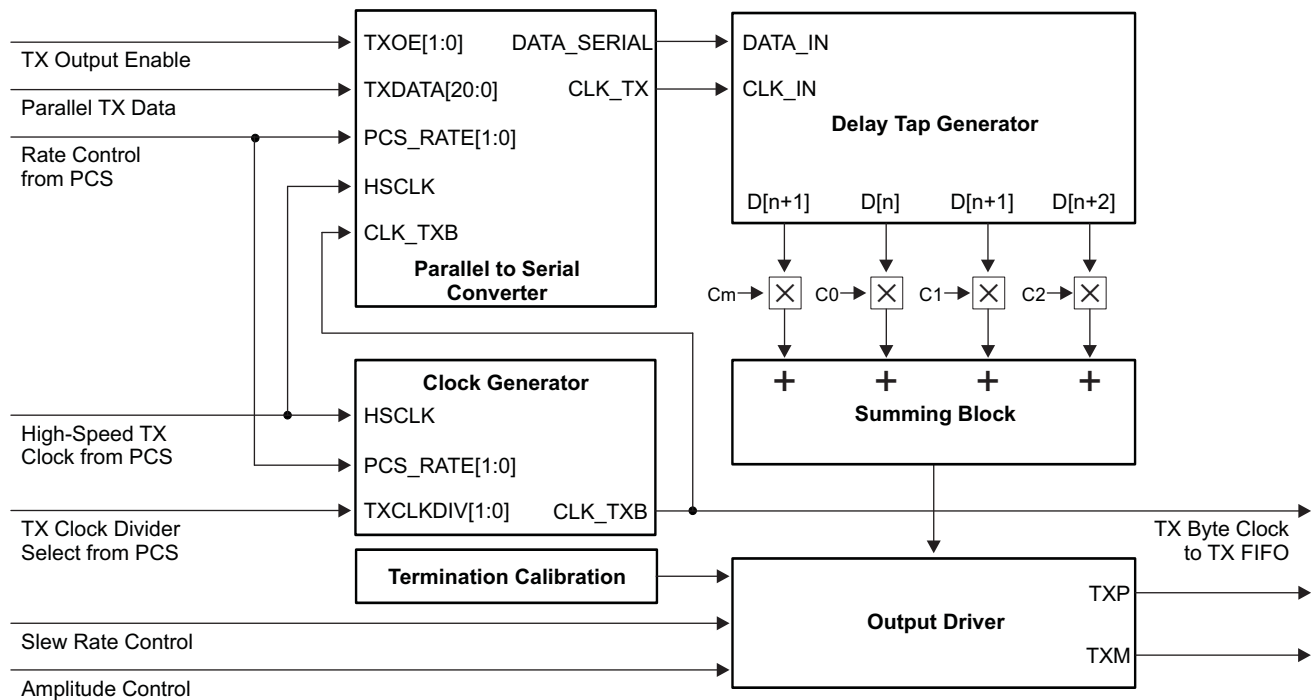 TX Output Enable
Parallel TX Data
Rate Control
from PCS
TXOE[1:0]
DATA_SERIAL
TXDATA[20:0]
CLK_TX
PCS_RATE[1:0]
HSCLK
CLK_TXB
Parallel to Serial
Converter
DATA_IN
CLK_IN
Delay Tap Generator
D[n+1]
D[n]
D[n+1]
D[n+2]
Cm
C0
C1
C2
×
×
×
×
+
+
+
+
Summing Block
Clock Generator
HSCLK
PCS_RATE[1:0]
TXCLKDIV[1:0]
CLK_TXB
High-Speed TX
Clock from PCS
TX Clock Divider
Select from PCS
TX Byte Clock
to TX FIFO
Termination Calibration
Output Driver
TXP
TXM
Slew Rate Control
Amplitude Control